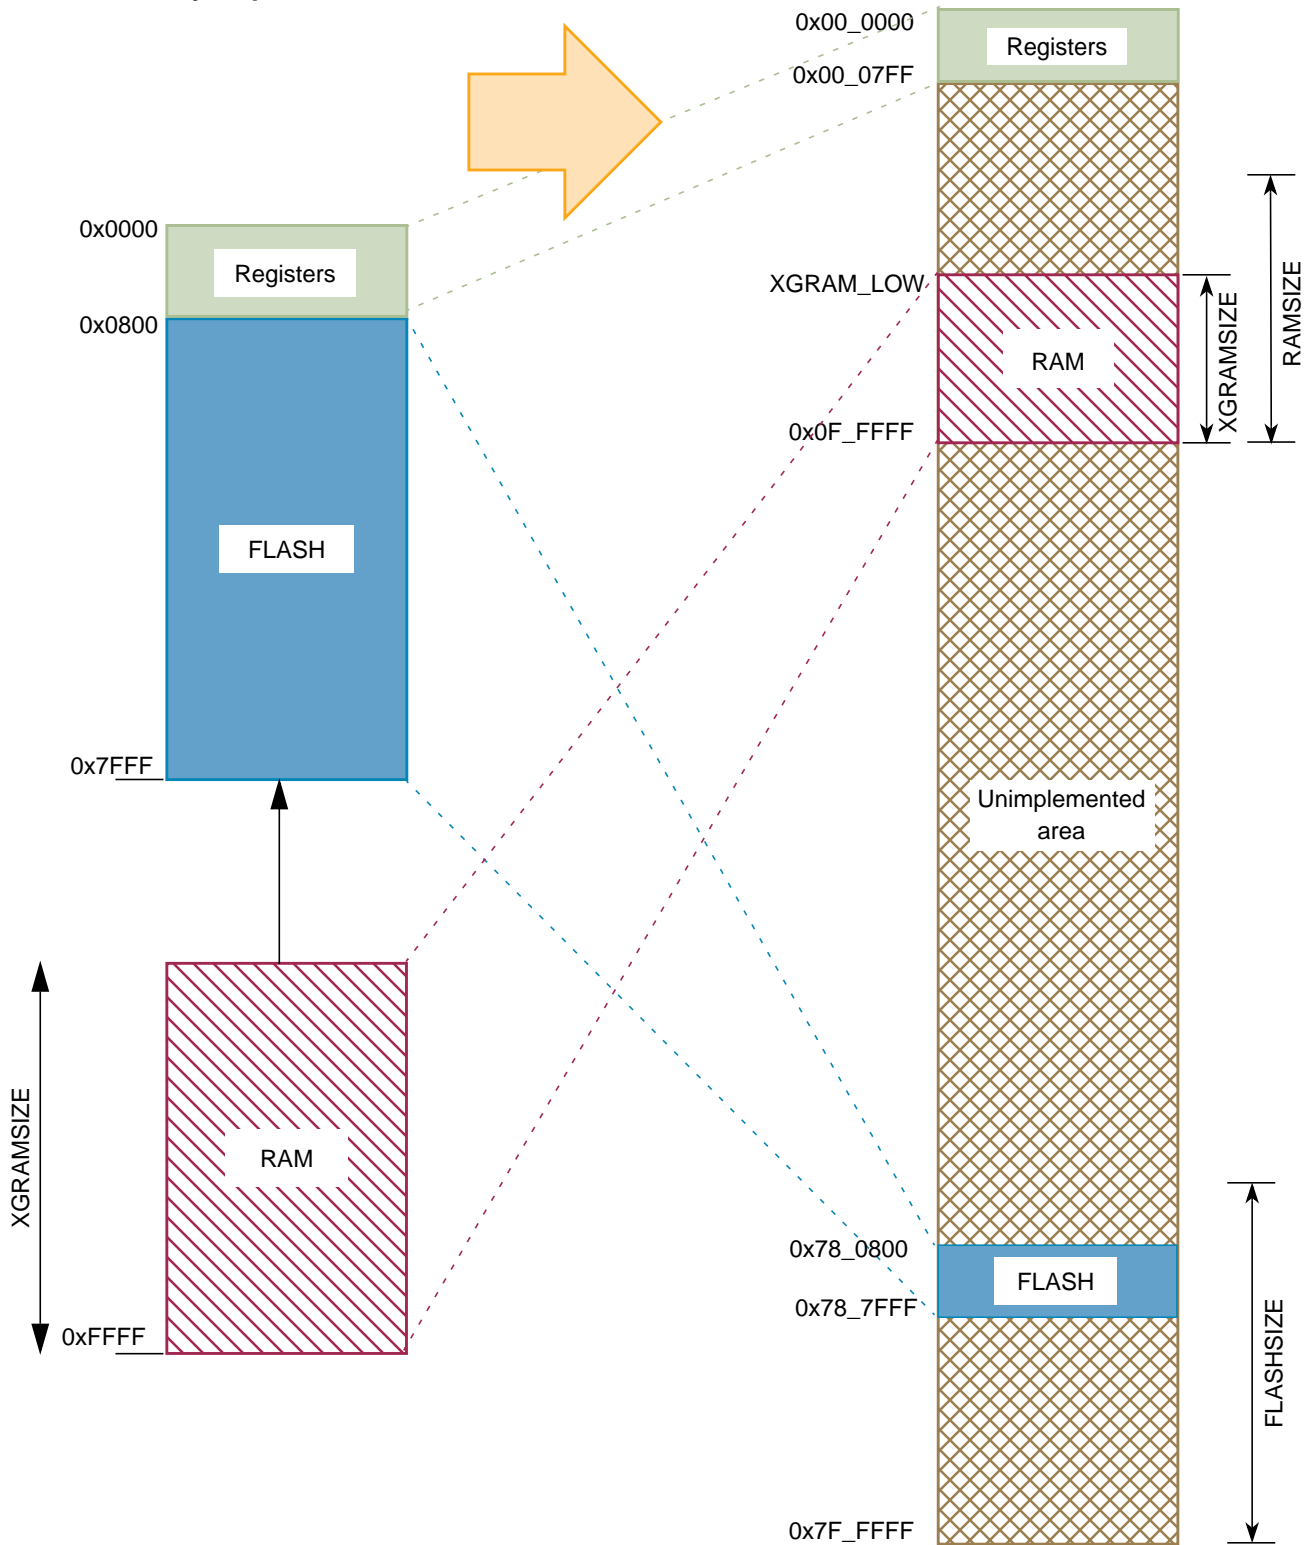 0x00_0000
Registers
0x00_07FF
0x0000
Registers
0x0800
XGRAM_LOW
RAM
XGRAMSIZE
RAMSIZE
0x0F_FFFF
FLASH
0x7FFF
Unimplemented
area
XGRAMSIZE
RAM
0xFFFF
0x78_0800
FLASH
0x78_7FFF
FLASHSIZE
0x7F_FFFF